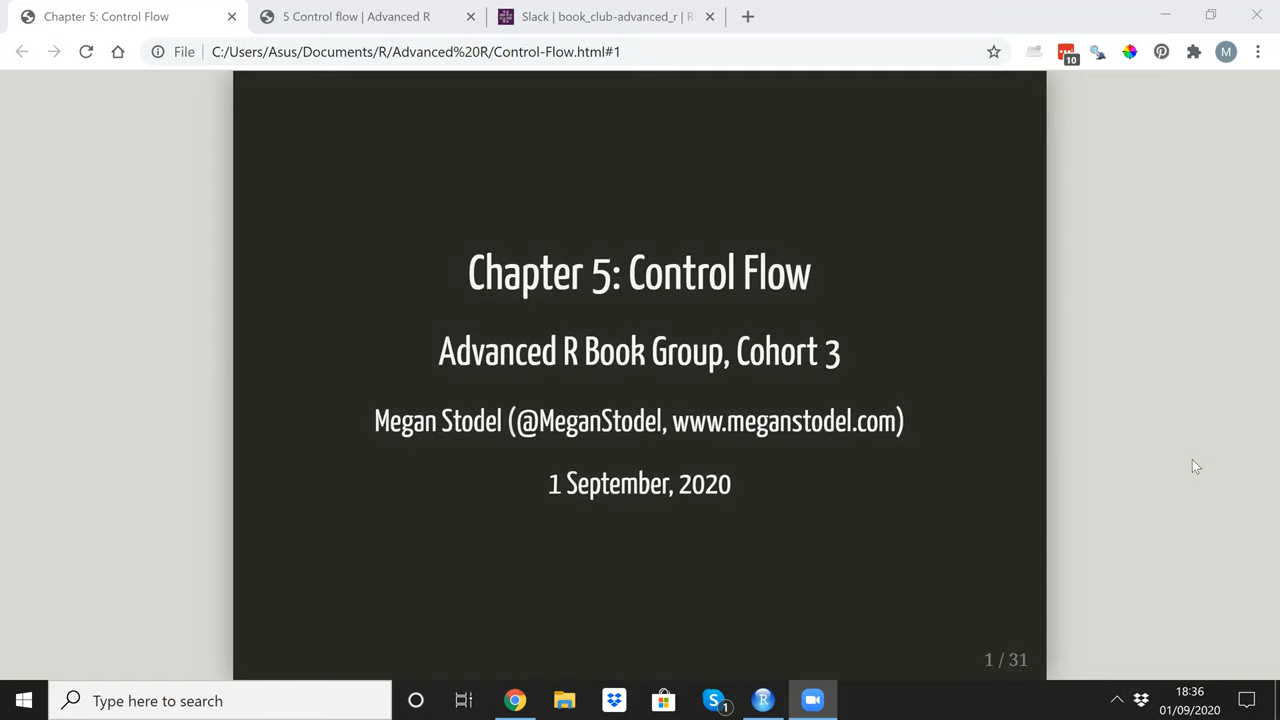 Chapter 5: Control Flow
5 Control flow | Advanced R
Slack | book_club-advanced_r | R
File
C:/Users/Asus/Documents/R/Advanced%20R/Control-Flow.html#1
10
M
Chapter 5: Control Flow
Advanced R Book Group, Cohort 3
Megan Stodel (@MeganStodel, www.meganstodel.com)
1 September, 2020
1 / 31
Type here to search
S
1
R
18:36
01/09/2020